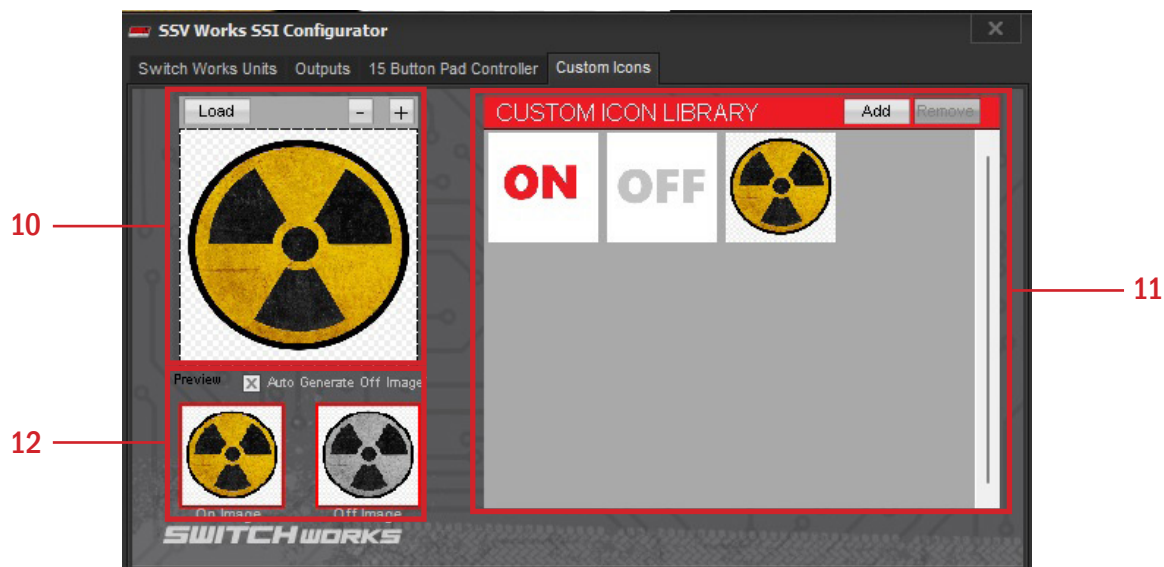 SSV Works SSI Configurator
Switch Works Units Outputs 15 Button Pad Controller Custom Icons
Load - +
CUSTOM ICON LIBRARY Add Remove
ON OFF
10
11
Preview X Auto Generate Off Image
12
On Image Off Image
SWITCHWORKS